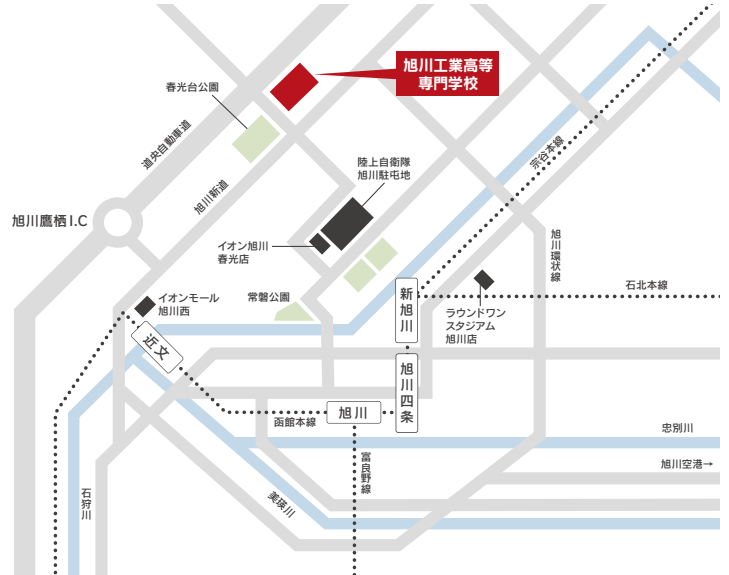 旭川工業高等
専門学校
春光台公園
道央自動車道
陸上自衛隊
旭川駐屯地
宗谷本線
旭川新道
旭川鷹栖I.C
イオン旭川
春光店
旭川環状線
石北本線
新旭川
常磐公園
イオンモール
旭川西
ラウンドワン
スタジアム
旭川店
近文
旭川四条
旭川
函館本線
忠別川
富良野線
旭川空港→
石狩川
美瑛川